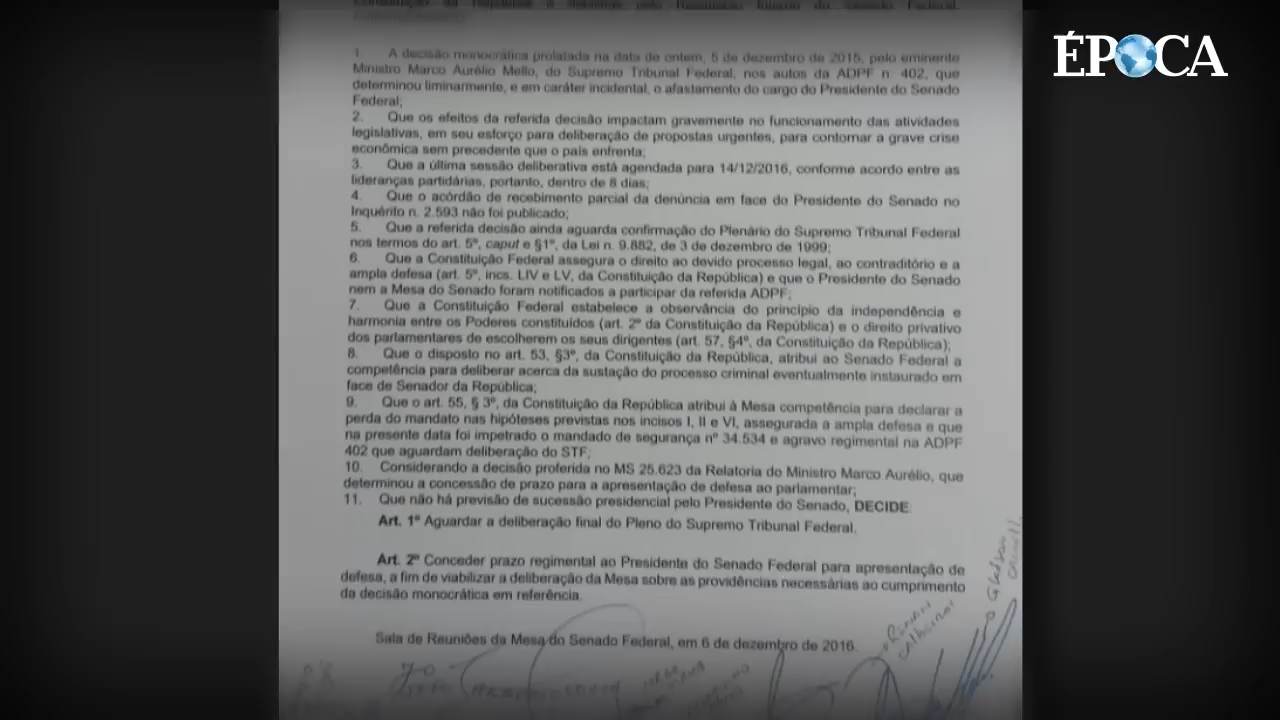 ÉPOCA
Constituição da República e
Federal,
1. A decisão monocrática prolatada na data de ontem, 5 de dezembro de 2015, pelo eminente
Ministro Marco Aurélio Mello, do Supremo Tribunal Federal, nos autos da ADPF n. 402, que
determinou liminarmente, e em caráter incidental, o afastamento do cargo do Presidente do Senado
Federal;
2. Que os efeitos da referida decisão impactam gravemente no funcionamento das atividades
legislativas, em seu esforço para deliberação de propostas urgentes, para contornar a grave crise
econômica sem precedente que o país enfrenta;
3. Que a última sessão deliberativa está agendada para 14/12/2016, conforme acordo entre as
lideranças partidárias, portanto, dentro de 8 dias;
4. Que o acórdão de recebimento parcial da denúncia em face do Presidente do Senado no
Inquérito n. 2.593 não foi publicado;
5. Que a referida decisão ainda aguarda confirmação do Plenário do Supremo Tribunal Federal
nos termos do art. 5º, caput e §1º, da Lei n. 9.882, de 3 de dezembro de 1999;
6. Que a Constituição Federal assegura o direito ao devido processo legal, ao contraditório e a
ampla defesa (art. 5º, incs. LIV e LV, da Constituição da República) e que o Presidente do Senado
nem a Mesa do Senado foram notificados a participar da referida ADPF;
7. Que a Constituição Federal estabelece a observância do princípio da independência e
harmonia entre os Poderes constituídos (art. 2º da Constituição da República) e o direito privativo
dos parlamentares de escolherem os seus dirigentes (art. 57, §4º, da Constituição da República);
8. Que o disposto no art. 53, §3º, da Constituição da República, atribui ao Senado Federal a
competência para deliberar acerca da sustação do processo criminal eventualmente instaurado em
face de Senador da República;
9. Que o art. 55, § 3º, da Constituição da República atribui à Mesa competência para declarar a
perda do mandato nas hipóteses previstas nos incisos I, II e VI, assegurada a ampla defesa e que
na presente data foi impetrado o mandado de segurança nº 34.534 e agravo regimental na ADPF
402 que aguardam deliberação do STF;
10. Considerando a decisão proferida no MS 25.623 da Relatoria do Ministro Marco Aurélio, que
determinou a concessão de prazo para a apresentação de defesa ao parlamentar;
11. Que não há previsão de sucessão presidencial pelo Presidente do Senado, DECIDE:
Art. 1º Aguardar a deliberação final do Pleno do Supremo Tribunal Federal.
Art. 2º Conceder prazo regimental ao Presidente do Senado Federal para apresentação de
defesa, a fim de viabilizar a deliberação da Mesa sobre as providências necessárias ao cumprimento
da decisão monocrática em referência.
Sala de Reuniões da Mesa do Senado Federal, em 6 de dezembro de 2016.
RENAN
CALHEIROS